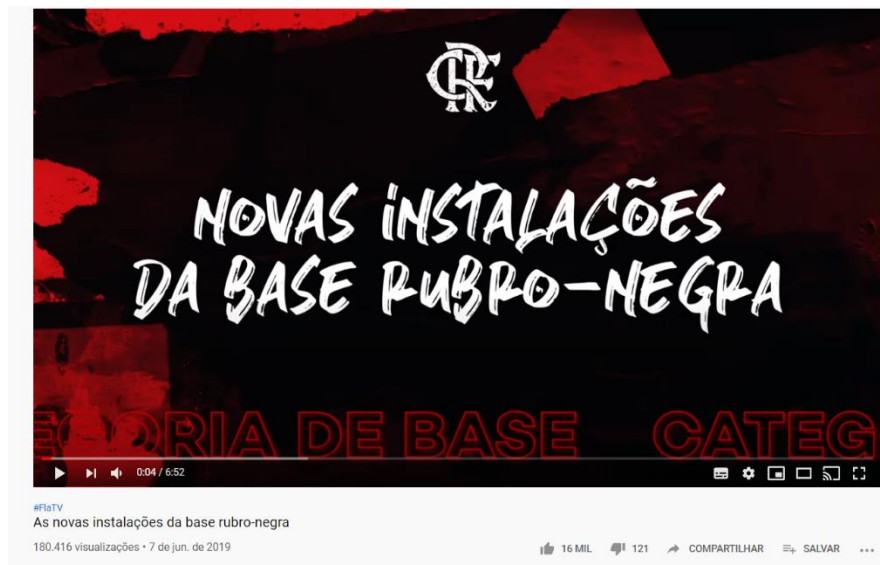 CRF
NOVAS INSTALAÇÕES
DA BASE RUBRO-NEGRA
EGORIA DE BASE CATEG
0:04 / 6:52
#FlaTV
As novas instalações da base rubro-negra
180.416 visualizações • 7 de jun. de 2019
16 MIL 121 COMPARTILHAR SALVAR ...